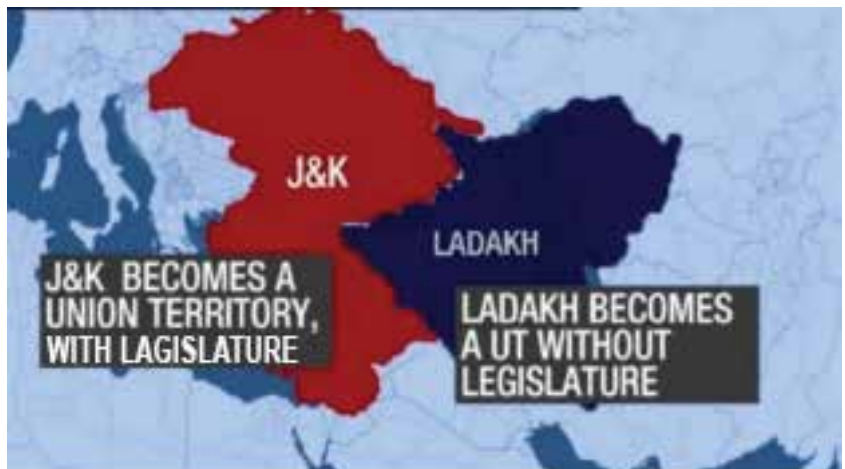 J&K
LADAKH
J&K BECOMES A
UNION TERRITORY,
WITH LAGISLATURE
LADAKH BECOMES
A UT WITHOUT
LEGISLATURE